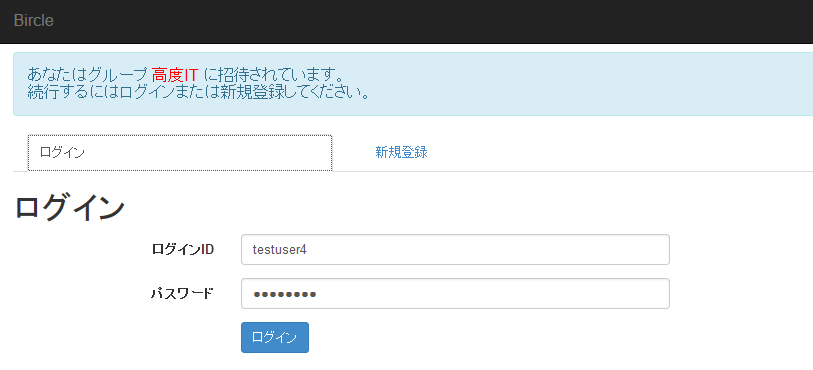 Bircle
あなたはグループ 高度IT に招待されています。
続行するにはログインまたは新規登録してください。
ログイン 新規登録
ログイン
ログインID testuser4
パスワード ●●●●●●●●
ログイン